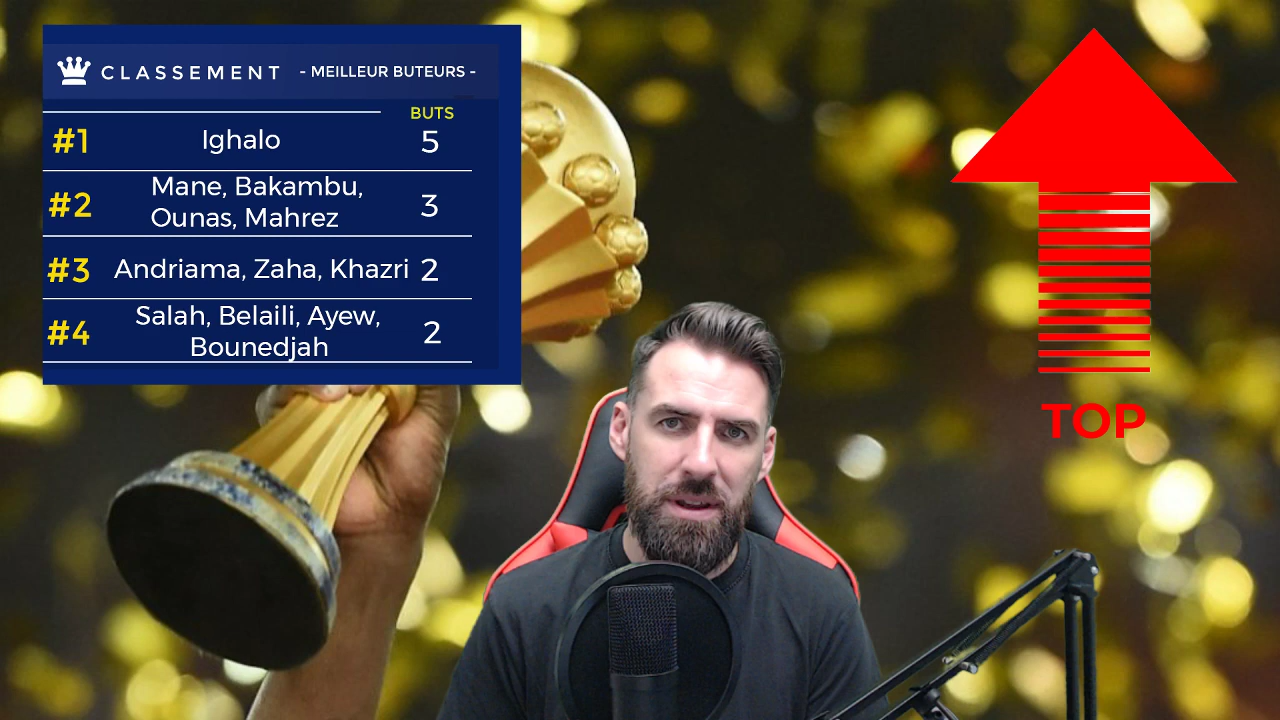 CLASSEMENT - MEILLEUR BUTEURS -
BUTS
#1 Ighalo 5
#2 Mane, Bakambu,
Ounas, Mahrez 3
#3 Andriama, Zaha, Khazri 2
#4 Salah, Belaili, Ayew,
Bounedjah 2
TOP